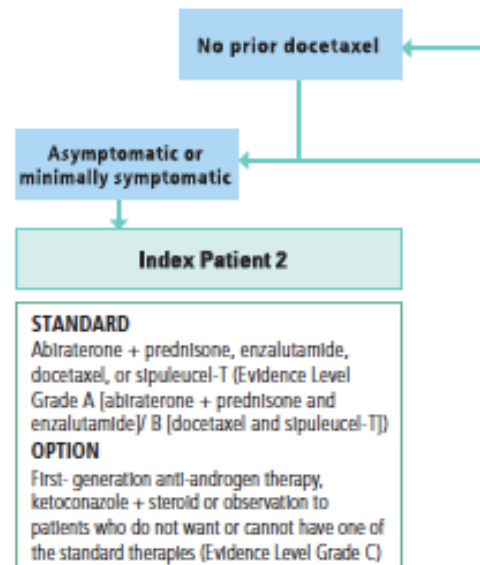 No prior docetaxel
Asymptomatic or
minimally symptomatic
Index Patient 2
STANDARD
Abiraterone + prednisone, enzalutamide,
docetaxel, or sipuleucel-T (Evidence Level
Grade A [abiraterone + prednisone and
enzalutamide]/ B [docetaxel and sipuleucel-T])
OPTION
First- generation anti-androgen therapy,
ketoconazole + steroid or observation to
patients who do not want or cannot have one of
the standard therapies (Evidence Level Grade C)